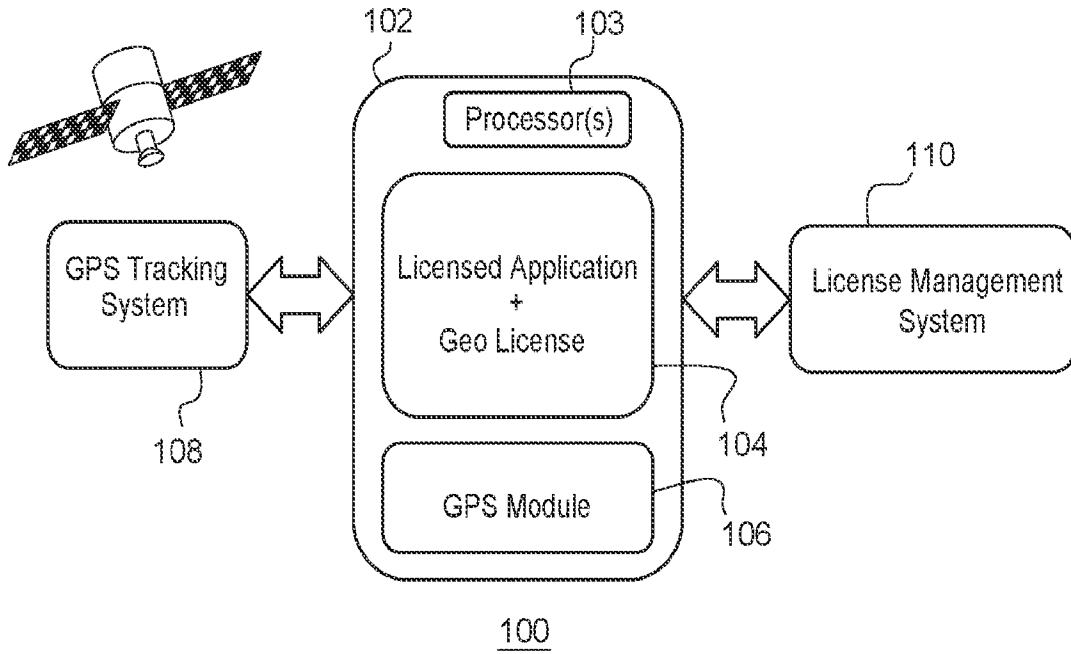 102
103
Processor(s)
110
GPS Tracking
System
Licensed Application
+
Geo License
License Management
System
108
104
GPS Module
106
100